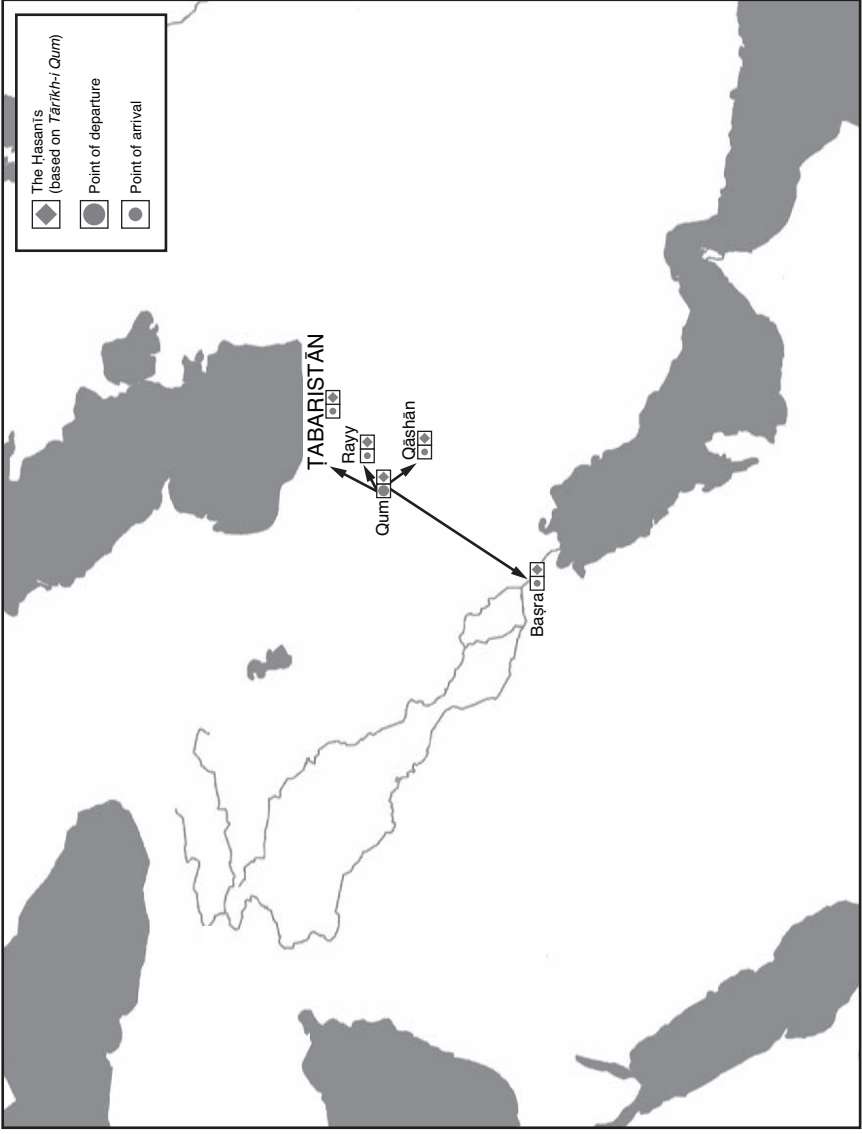 The Ḥasanīs
(based on Tārīkh-i Qum)
Point of departure
Point of arrival
ṬABARISTĀN
Rayy
Qāshān
Qum
Baṣra